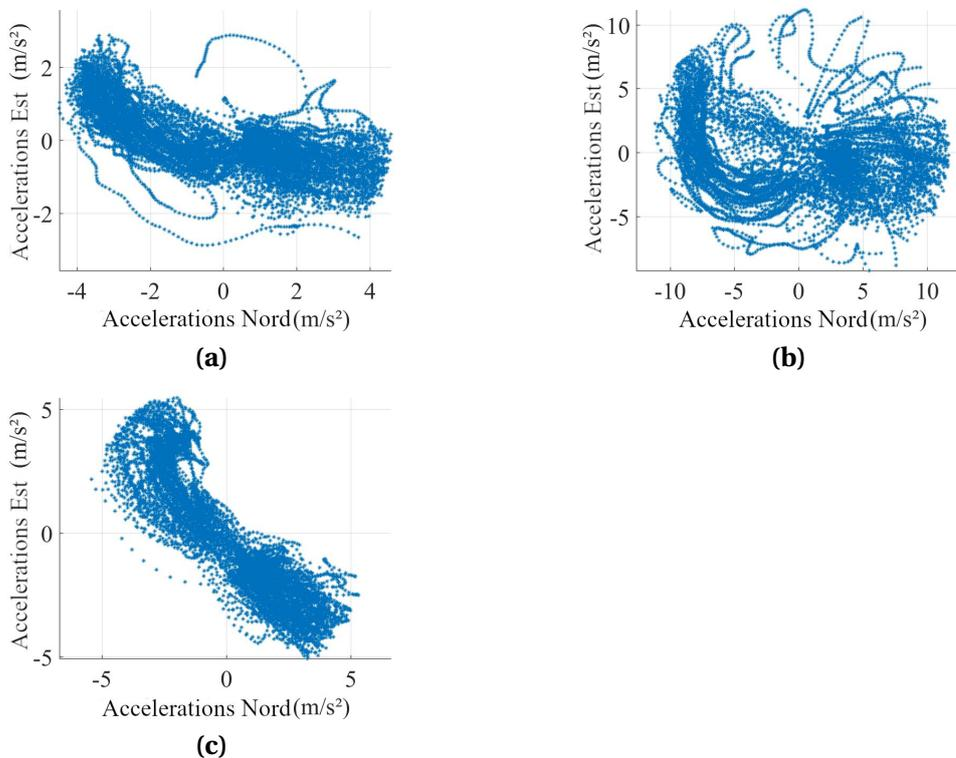 Accelerations Est (m/s²)
2
0
-2
-4
-2
0
2
4
Accelerations Nord(m/s²)
(a)
Accelerations Est (m/s²)
10
5
0
-5
-10
-5
0
5
10
Accelerations Nord(m/s²)
(b)
Accelerations Est (m/s²)
5
0
-5
-5
0
5
Accelerations Nord(m/s²)
(c)